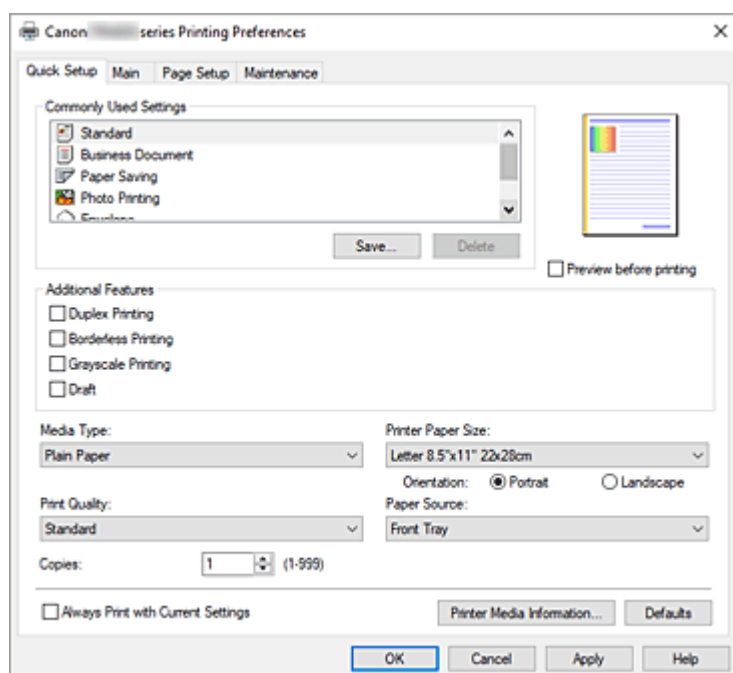 Canon series Printing Preferences
Quick Setup Main Page Setup Maintenance
Commonly Used Settings
Standard
Business Document
Paper Saving
Photo Printing
Envelope
Save... Delete
Preview before printing
Additional Features
Duplex Printing
Borderless Printing
Grayscale Printing
Draft
Media Type: Printer Paper Size:
Plain Paper Letter 8.5"x11" 22x28cm
Orientation: Portrait Landscape
Print Quality: Paper Source:
Standard Front Tray
Copies: 1 (1-999)
Always Print with Current Settings Printer Media Information... Defaults
OK Cancel Apply Help